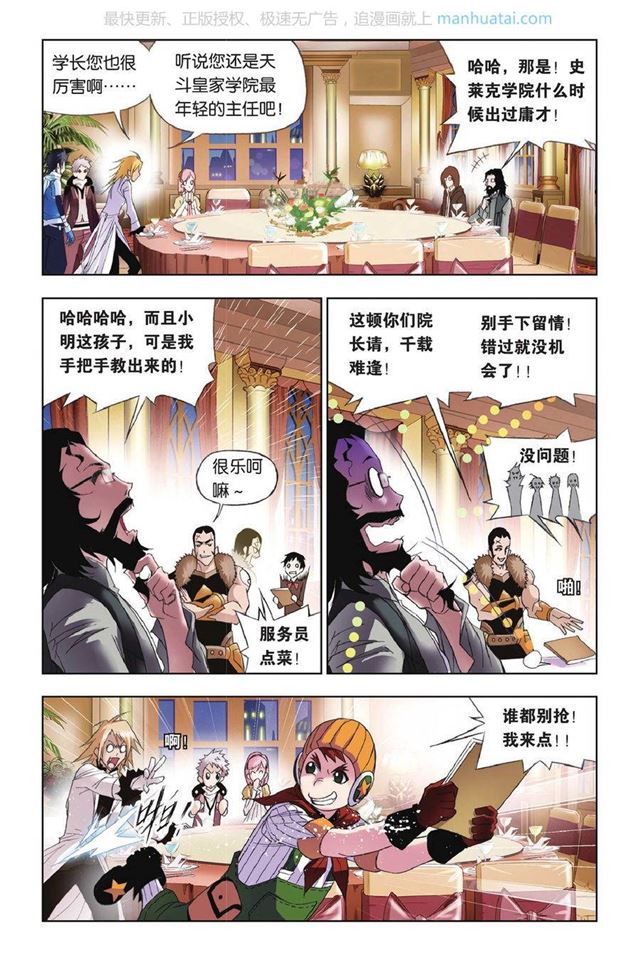 最快更新、正版授权、极速无广告，追漫画就上 manhuatai.com
学长您也很
厉害啊……
听说您还是天
斗皇家学院最
年轻的主任吧！
哈哈，那是！史
莱克学院什么时
候出过庸才！
哈哈哈哈，而且小
明这孩子，可是我
手把手教出来的！
很乐呵
嘛～
服务员
点菜！
这顿你们院
长请，千载
难逢！
别手下留情！
错过就没机
会了！！
没问题！
啪！
啊！
谁都别抢！
我来点！！